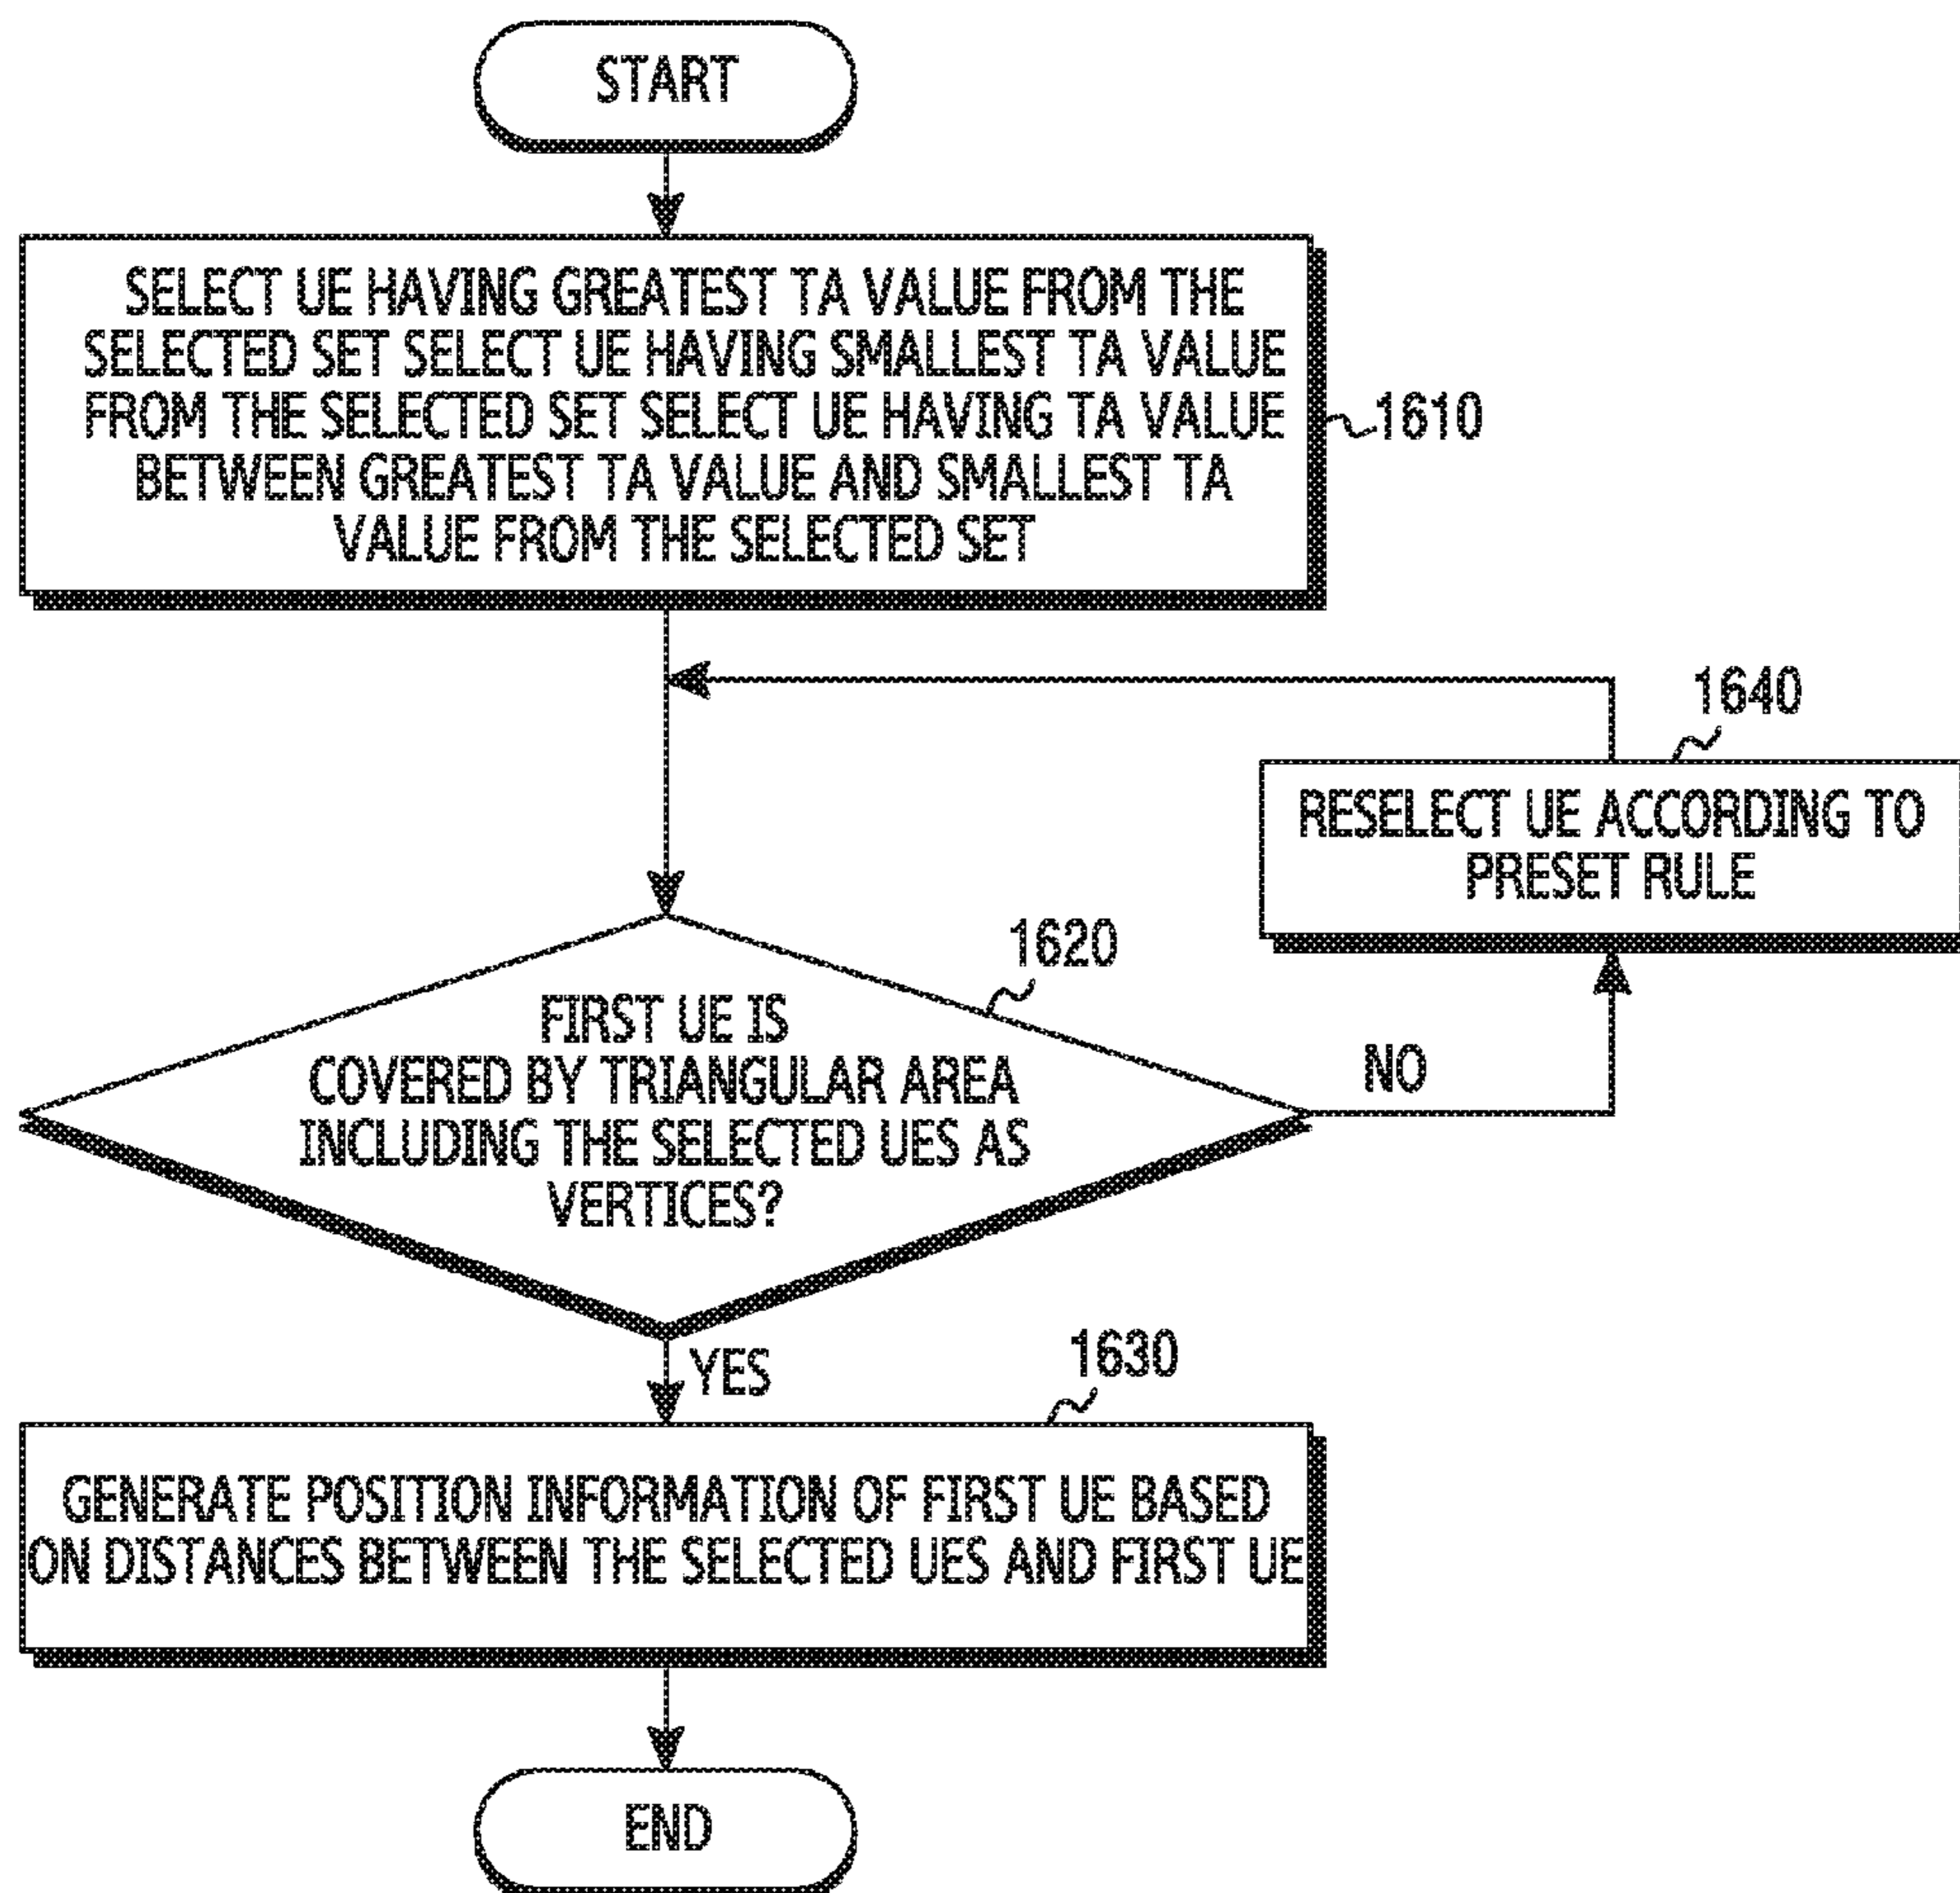 START
SELECT UE HAVING GREATEST TA VALUE FROM THE
SELECTED SET SELECT UE HAVING SMALLEST TA VALUE
FROM THE SELECTED SET SELECT UE HAVING TA VALUE
BETWEEN GREATEST TA VALUE AND SMALLEST TA
VALUE FROM THE SELECTED SET
1610
1640
RESELECT UE ACCORDING TO
PRESET RULE
1620
FIRST UE IS
COVERED BY TRIANGULAR AREA
INCLUDING THE SELECTED UES AS
VERTICES?
NO
YES
1630
GENERATE POSITION INFORMATION OF FIRST UE BASED
ON DISTANCES BETWEEN THE SELECTED UES AND FIRST UE
END